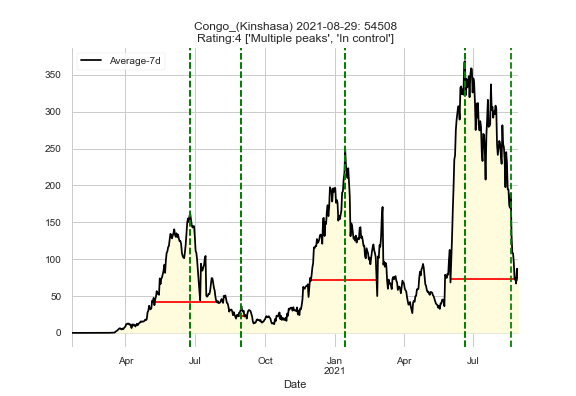 Congo_(Kinshasa) 2021-08-29: 54508
Rating:4 ['Multiple peaks', 'In control']
Average-7d
350
300
250
200
150
100
50
0
Apr Jul Oct Jan Apr Jul
2021
Date